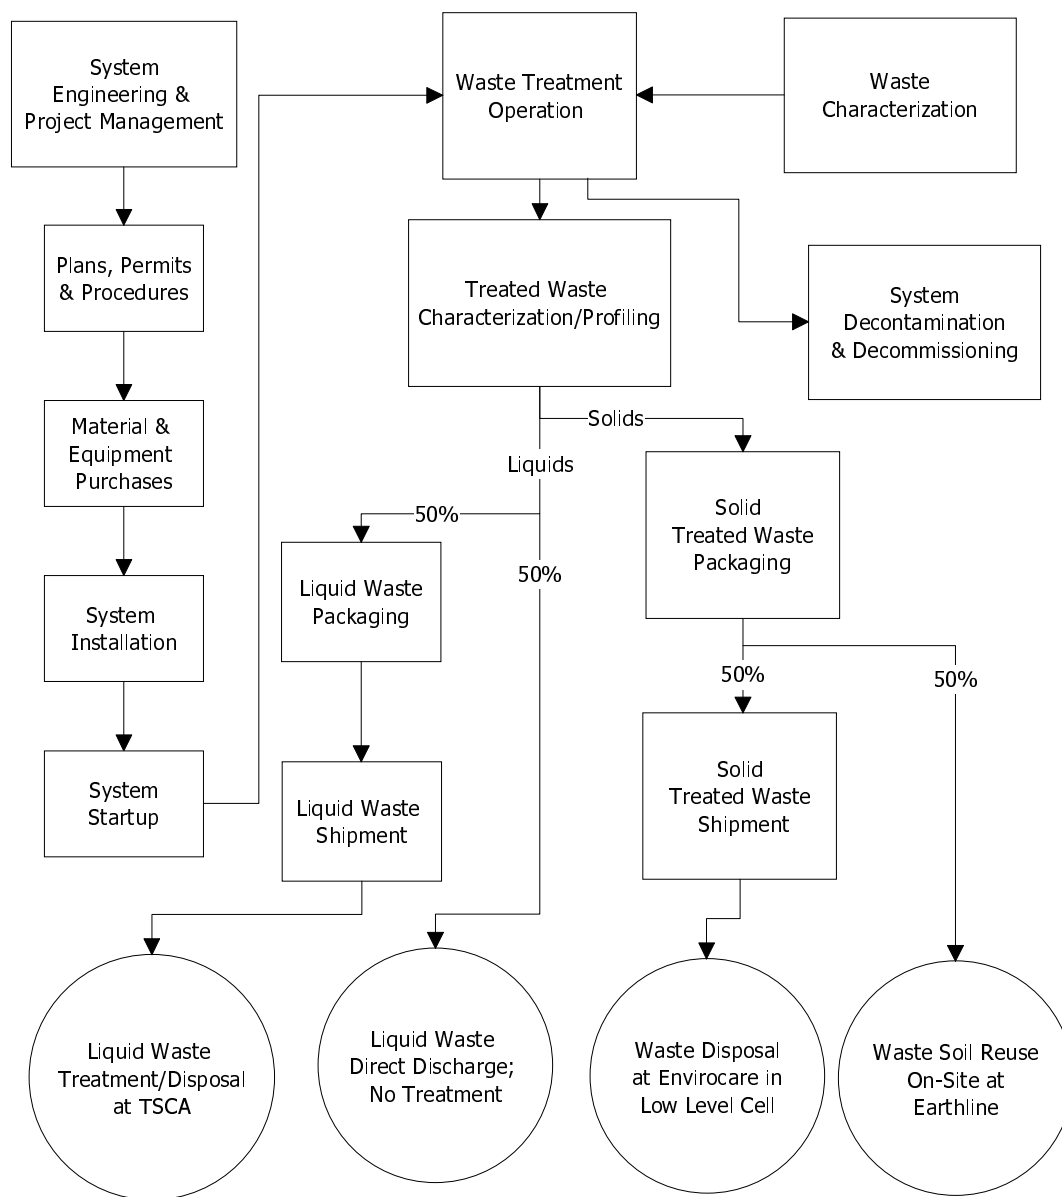 System
Engineering &
Project Management
Waste Treatment
Operation
Waste
Characterization
Plans, Permits
& Procedures
Treated Waste
Characterization/Profiling
System
Decontamination
& Decommissioning
Material &
Equipment
Purchases
Solids
Liquids
50%
50%
Solid
Treated Waste
Packaging
Liquid Waste
Packaging
System
Installation
50%
50%
System
Startup
Liquid Waste
Shipment
Solid
Treated Waste
Shipment
Liquid Waste
Treatment/Disposal
at TSCA
Liquid Waste
Direct Discharge;
No Treatment
Waste Disposal
at Envirocare in
Low Level Cell
Waste Soil Reuse
On-Site at
Earthline